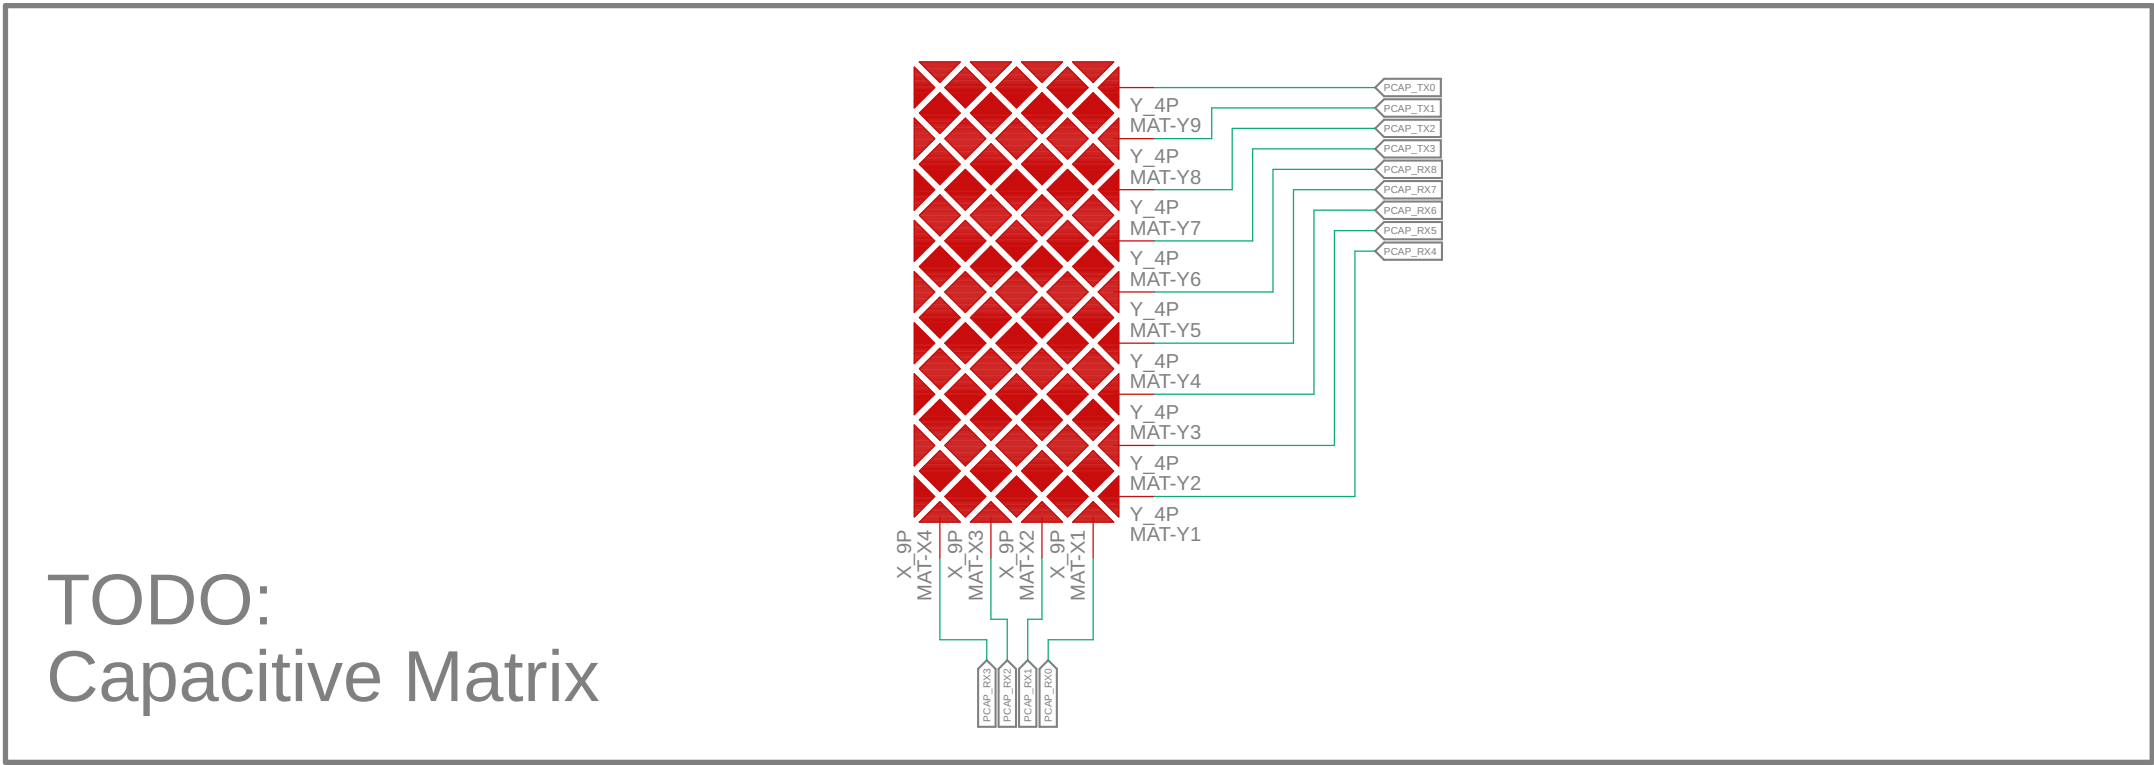 PCAP_TX0
Y_4P
MAT-Y9
PCAP_TX1
PCAP_TX2
PCAP_TX3
Y_4P
MAT-Y8
PCAP_RX8
PCAP_RX7
Y_4P
MAT-Y7
PCAP_RX6
PCAP_RX5
PCAP_RX4
Y_4P
MAT-Y6
Y_4P
MAT-Y5
Y_4P
MAT-Y4
Y_4P
MAT-Y3
Y_4P
MAT-Y2
Y_4P
MAT-Y1
X_9P
MAT-X4
X_9P
MAT-X3
X_9P
MAT-X2
X_9P
MAT-X1
PCAP_RX3
PCAP_RX2
PCAP_RX1
PCAP_RX0
TODO:
Capacitive Matrix